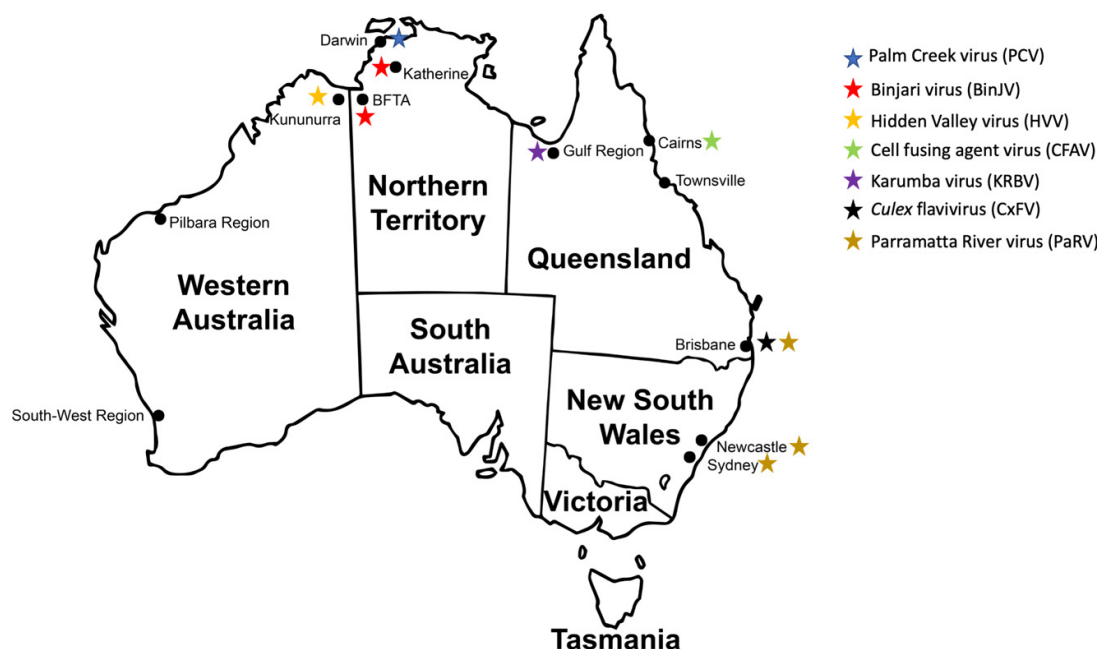 Darwin
Katherine
BFTA
Kununurra
Gulf Region
Cairns
Townsville
Northern
Territory
Pilbara Region
Queensland
Western
Australia
South
Australia
Brisbane
New South
Wales
South-West Region
Newcastle
Sydney
Victoria
Tasmania
Palm Creek virus (PCV)
Binjari virus (BinJV)
Hidden Valley virus (HVV)
Cell fusing agent virus (CFAV)
Karumba virus (KRBV)
Culex flavivirus (CxFV)
Parramatta River virus (PaRV)